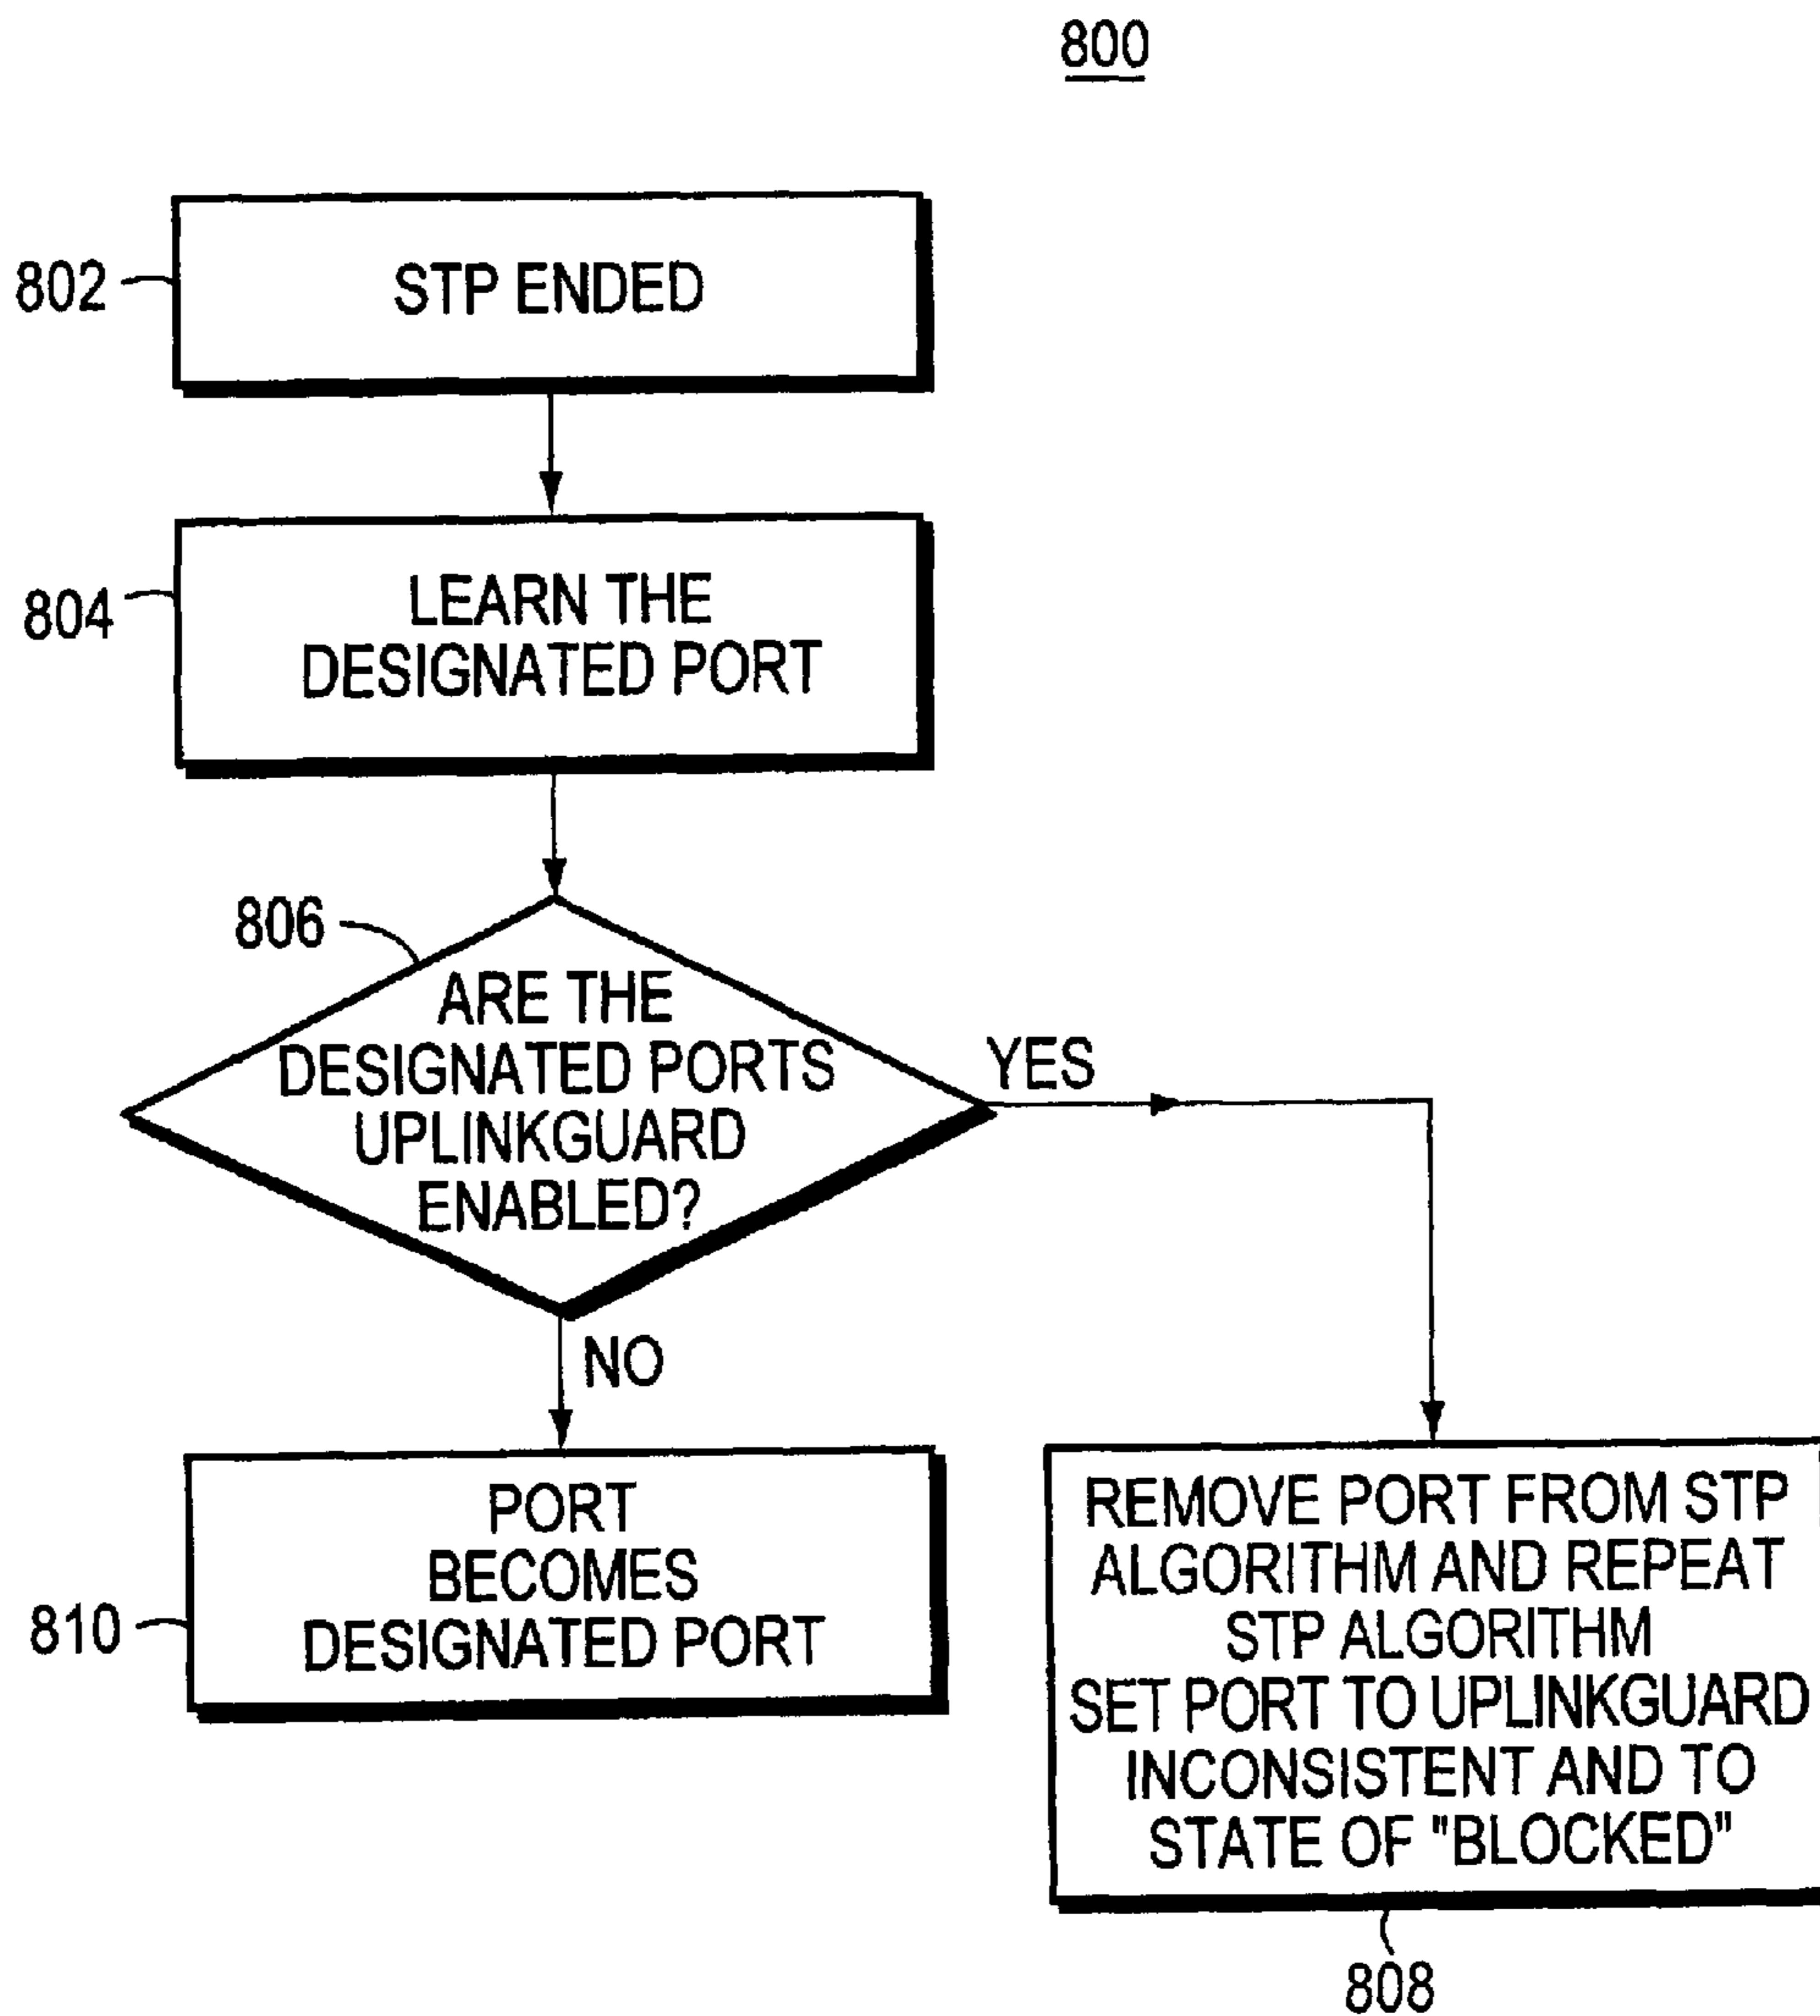 800
802
STP ENDED
804
LEARN THE
DESIGNATED PORT
806
ARE THE
DESIGNATED PORTS
UPLINKGUARD
ENABLED?
YES
NO
810
PORT
BECOMES
DESIGNATED PORT
REMOVE PORT FROM STP
ALGORITHM AND REPEAT
STP ALGORITHM
SET PORT TO UPLINKGUARD
INCONSISTENT AND TO
STATE OF "BLOCKED"
808